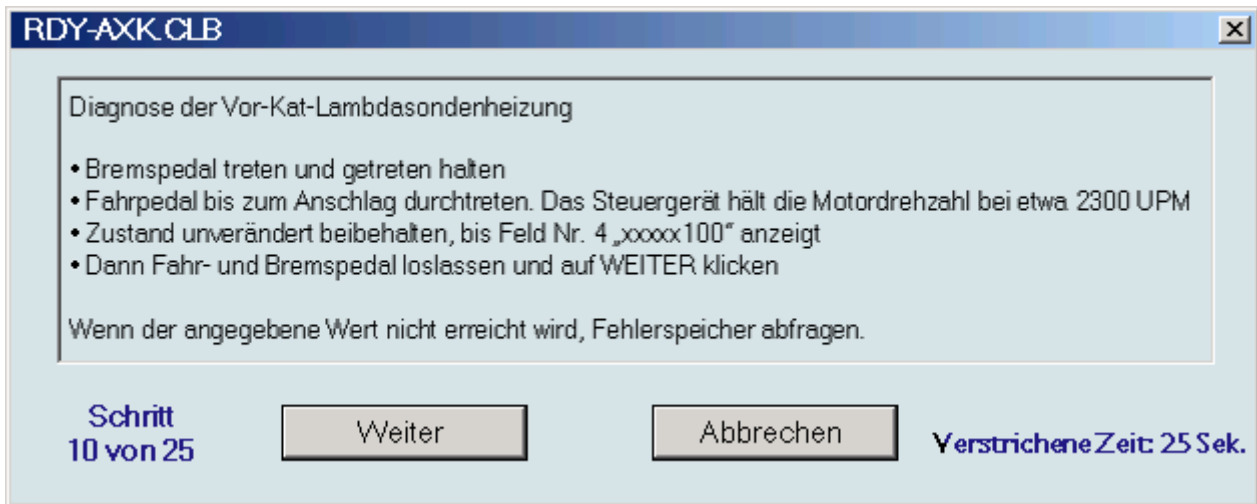 RDY-AXK.CLB
Diagnose der Vor-Kat-Lambdasondenheizung
• Bremspedal treten und getreten halten
• Fahrpedal bis zum Anschlag durchtreten. Das Steuergerät hält die Motordrehzahl bei etwa 2300 UPM
• Zustand unverändert beibehalten, bis Feld Nr. 4 „xxxxx100“ anzeigt
• Dann Fahr- und Bremspedal loslassen und auf WEITER klicken
Wenn der angegebene Wert nicht erreicht wird, Fehlerspeicher abfragen.
Schritt
10 von 25
Weiter
Abbrechen
Verstrichene Zeit: 25 Sek.